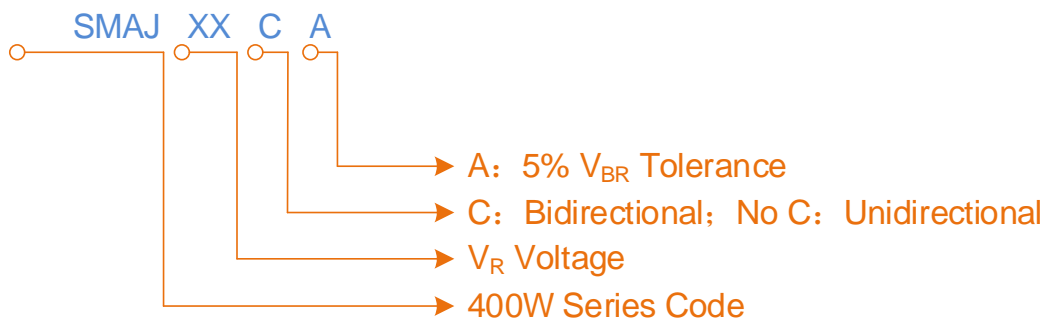 SMAJ XX C A
A：5% VBR Tolerance
C：Bidirectional；No C：Unidirectional
VR Voltage
400W Series Code